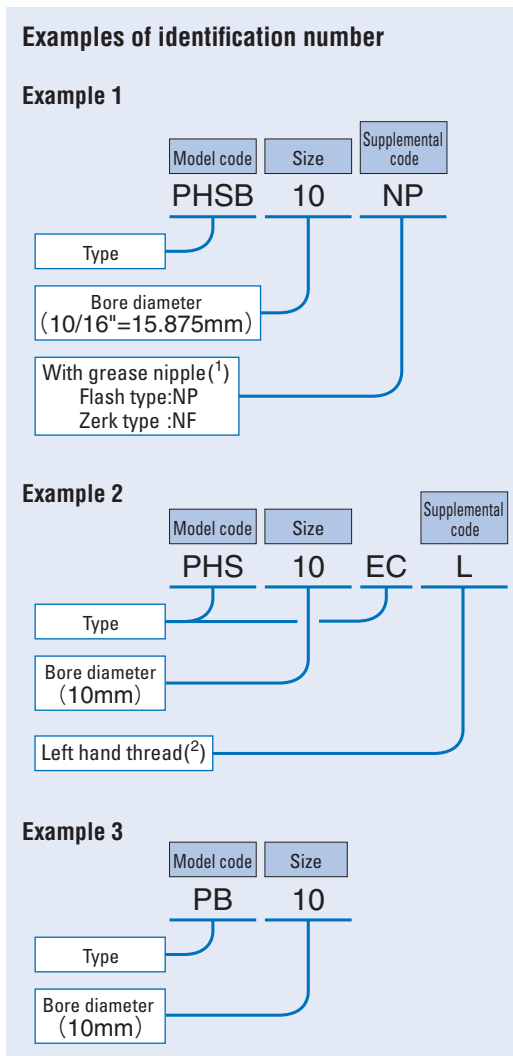 Examples of identification number
Example 1
Model code Size Supplemental code
PHSB 10 NP
Type
Bore diameter
(10/16"=15.875mm)
With grease nipple(1)
Flash type:NP
Zerk type :NF
Example 2
Model code Size Supplemental code
PHS 10 EC L
Type
Bore diameter
(10mm)
Left hand thread(2)
Example 3
Model code Size
PB 10
Type
Bore diameter
(10mm)